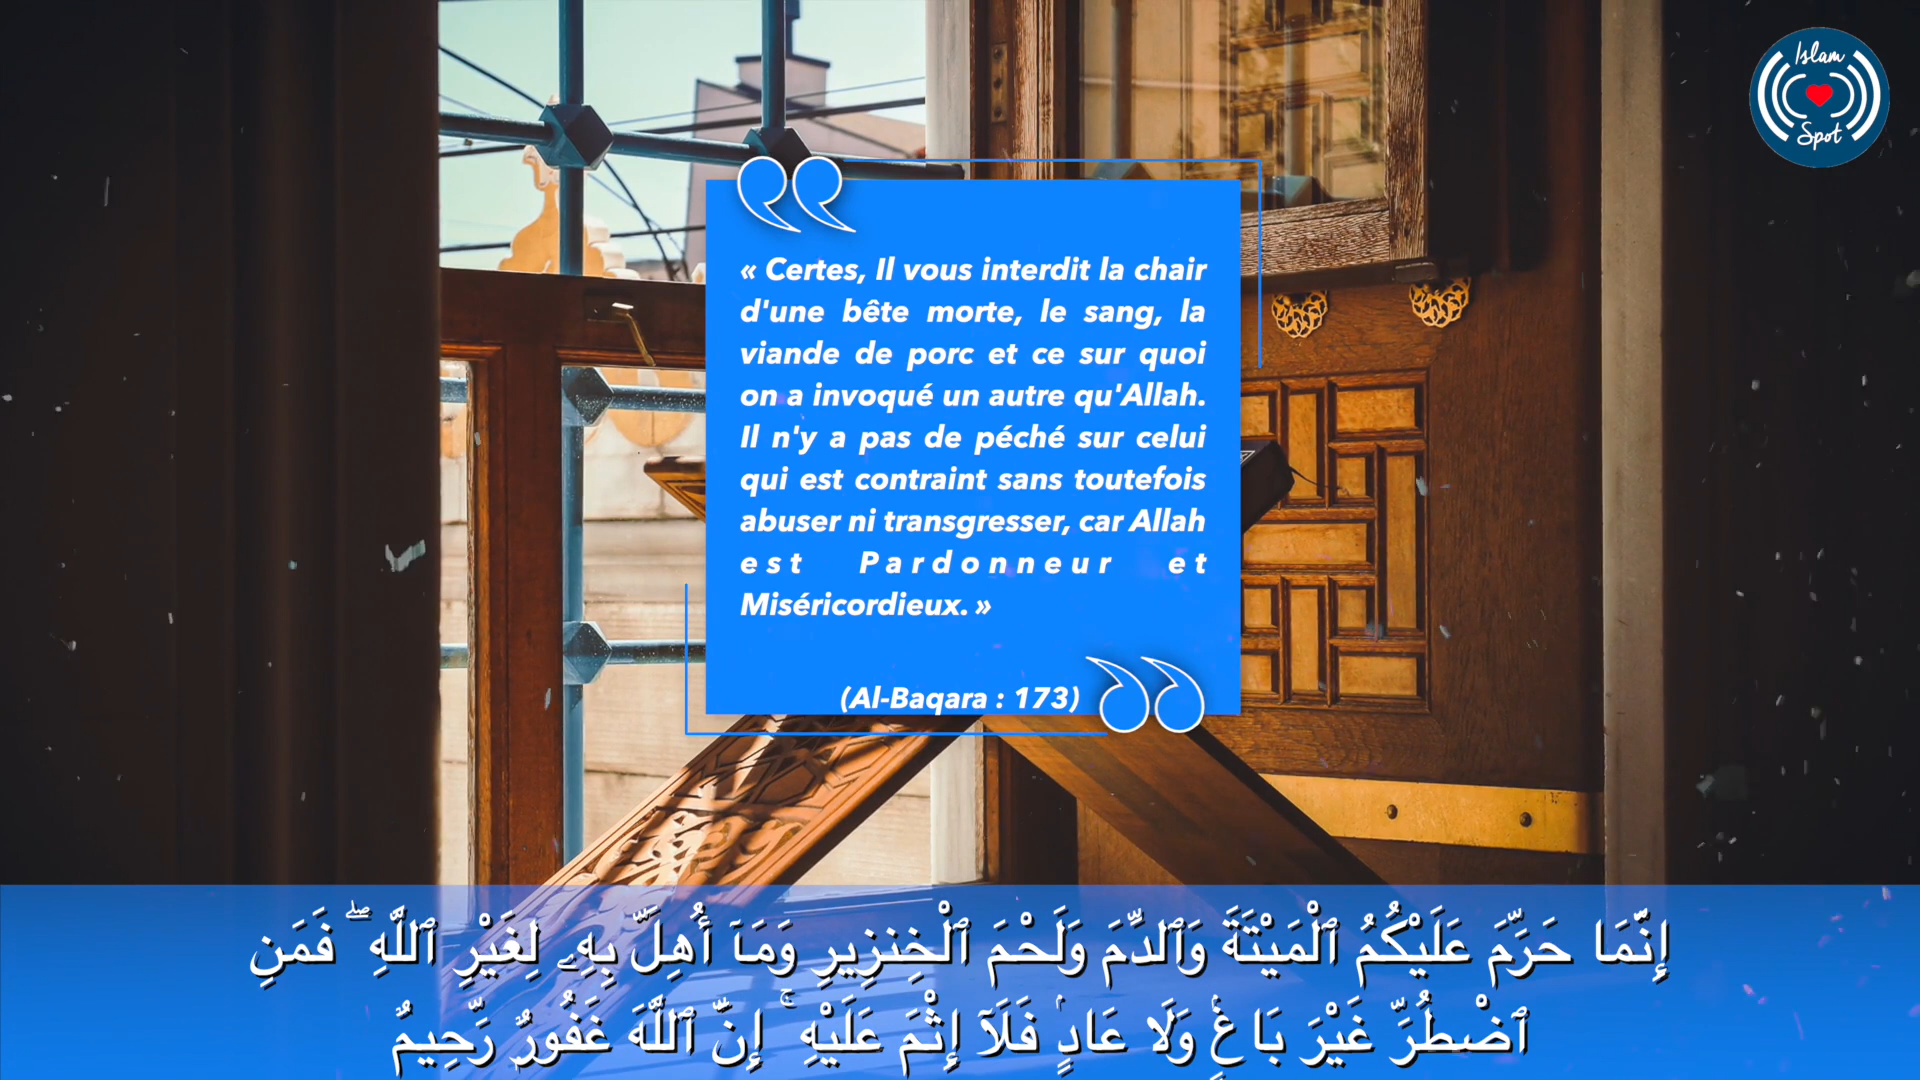 Islam
Spot
« Certes, Il vous interdit la chair
d'une bête morte, le sang, la
viande de porc et ce sur quoi
on a invoqué un autre qu'Allah.
Il n'y a pas de péché sur celui
qui est contraint sans toutefois
abuser ni transgresser, car Allah
est Pardonneur et
Miséricordieux. »
(Al-Baqara : 173)
إِنَّمَا حَرَّمَ عَلَيْكُمُ ٱلْمَيْتَةَ وَٱلدَّمَ وَلَحْمَ ٱلْخِنزِيرِ وَمَآ أُهِلَّ بِهِۦ لِغَيْرِ ٱللَّهِ ۖ فَمَنِ
ٱضْطُرَّ غَيْرَ بَاغٍۢ وَلَا عَادٍۢ فَلَآ إِثْمَ عَلَيْهِ ۚ إِنَّ ٱللَّهَ غَفُورٌۭ رَّحِيمٌ